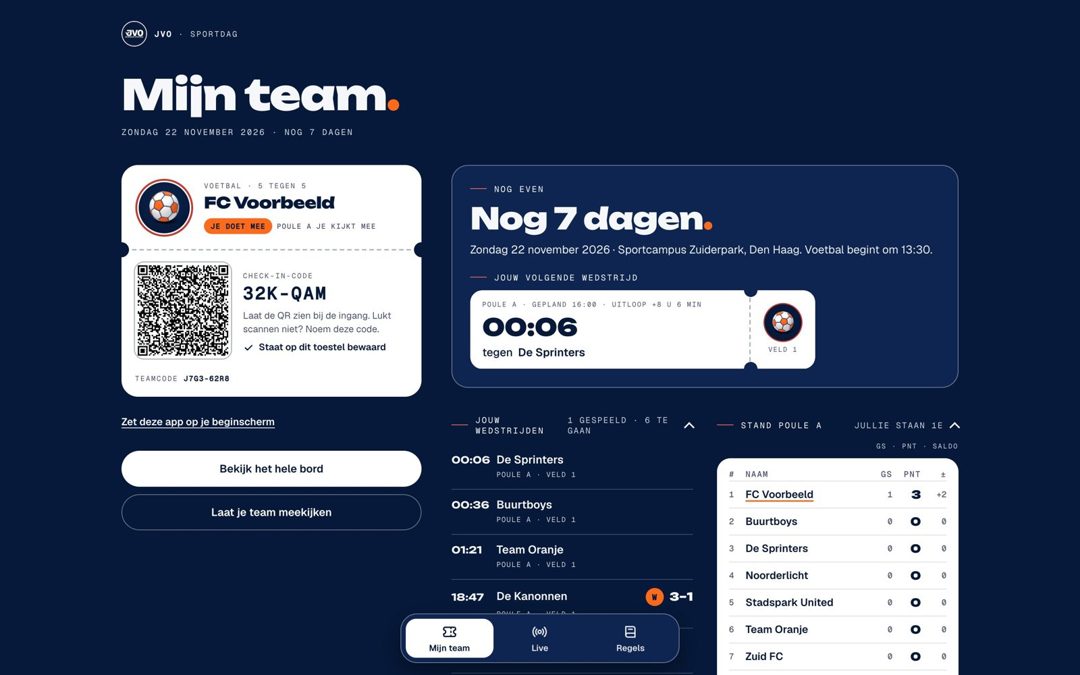 JVO
JVO · SPORTDAG
Mijn team.
ZONDAG 22 NOVEMBER 2026 · NOG 7 DAGEN
VOETBAL · 5 TEGEN 5
FC Voorbeeld
JE DOET MEE POULE A JE KIJKT MEE
CHECK-IN-CODE
32K-QAM
Laat de QR zien bij de ingang. Lukt
scannen niet? Noem deze code.
Staat op dit toestel bewaard
TEAMCODE J7G3-62R8
Zet deze app op je beginscherm
Bekijk het hele bord
Laat je team meekijken
NOG EVEN
Nog 7 dagen.
Zondag 22 november 2026 · Sportcampus Zuiderpark, Den Haag. Voetbal begint om 13:30.
JOUW VOLGENDE WEDSTRIJD
POULE A · GEPLAND 16:00 · UITLOOP +8 U 6 MIN
00:06
tegen De Sprinters
VELD 1
JOUW
WEDSTRIJDEN
1 GESPEELD · 6 TE
GAAN
00:06 De Sprinters
POULE A · VELD 1
00:36 Buurtboys
POULE A · VELD 1
01:21 Team Oranje
POULE A · VELD 1
18:47 De Kanonnen W 3-1
POULE A · VELD 1
STAND POULE A JULLIE STAAN 1E
GS · PNT · SALDO
# NAAM GS PNT ±
1 FC Voorbeeld 1 3 +2
2 Buurtboys 0 0 0
3 De Sprinters 0 0 0
4 Noorderlicht 0 0 0
5 Stadspark United 0 0 0
6 Team Oranje 0 0 0
7 Zuid FC 0 0 0
Mijn team
Live
Regels